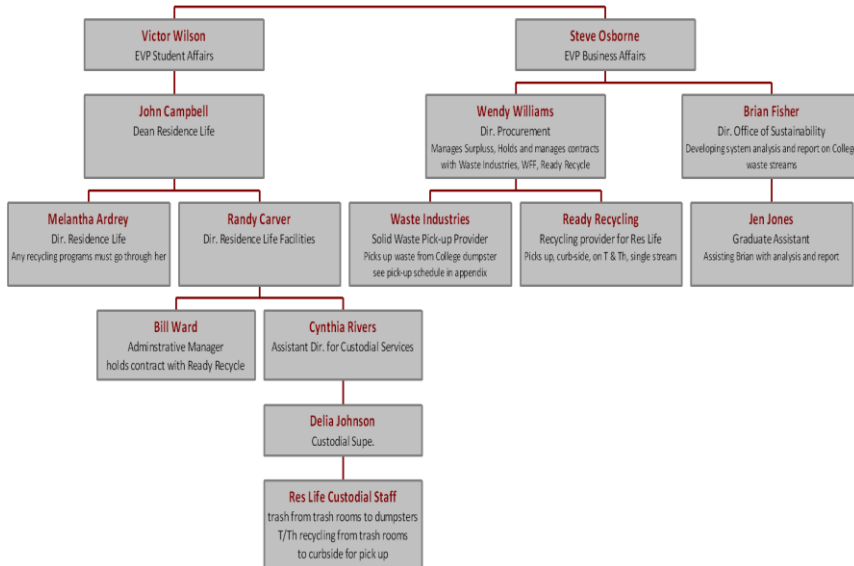 Victor Wilson
EVP Student Affairs
Steve Osborne
EVP Business Affairs
John Campbell
Dean Residence Life
Wendy Williams
Dir. Procurement
Manages Surpluss, Holds and manages contracts
with Waste Industries, WFF, Ready Recycle
Brian Fisher
Dir. Office of Sustainability
Developing system analysis and report on College
waste streams
Melantha Ardrey
Dir. Residence Life
Any recycling programs must go through her
Randy Carver
Dir. Residence Life Facilities
Waste Industries
Solid Waste Pick-up Provider
Picks up waste from College dumpster
see pick-up schedule in appendix
Ready Recycling
Recycling provider for Res Life
Picks up, curb-side, on T & Th, single stream
Jen Jones
Graduate Assistant
Assisting Brian with analysis and report
Bill Ward
Adminstrative Manager
holds contract with Ready Recycle
Cynthia Rivers
Assistant Dir. for Custodial Services
Delia Johnson
Custodial Supe.
Res Life Custodial Staff
trash from trash rooms to dumpsters
T/Th recycling from trash rooms
to curbside for pick up